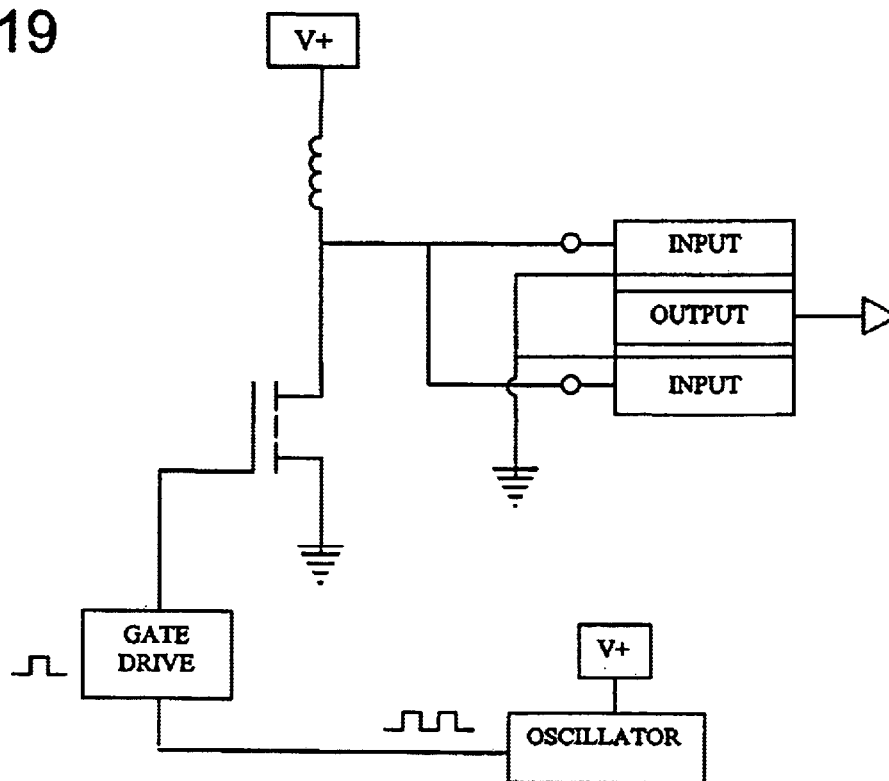 19
V+
INPUT
OUTPUT
INPUT
GATE
DRIVE
V+
OSCILLATOR